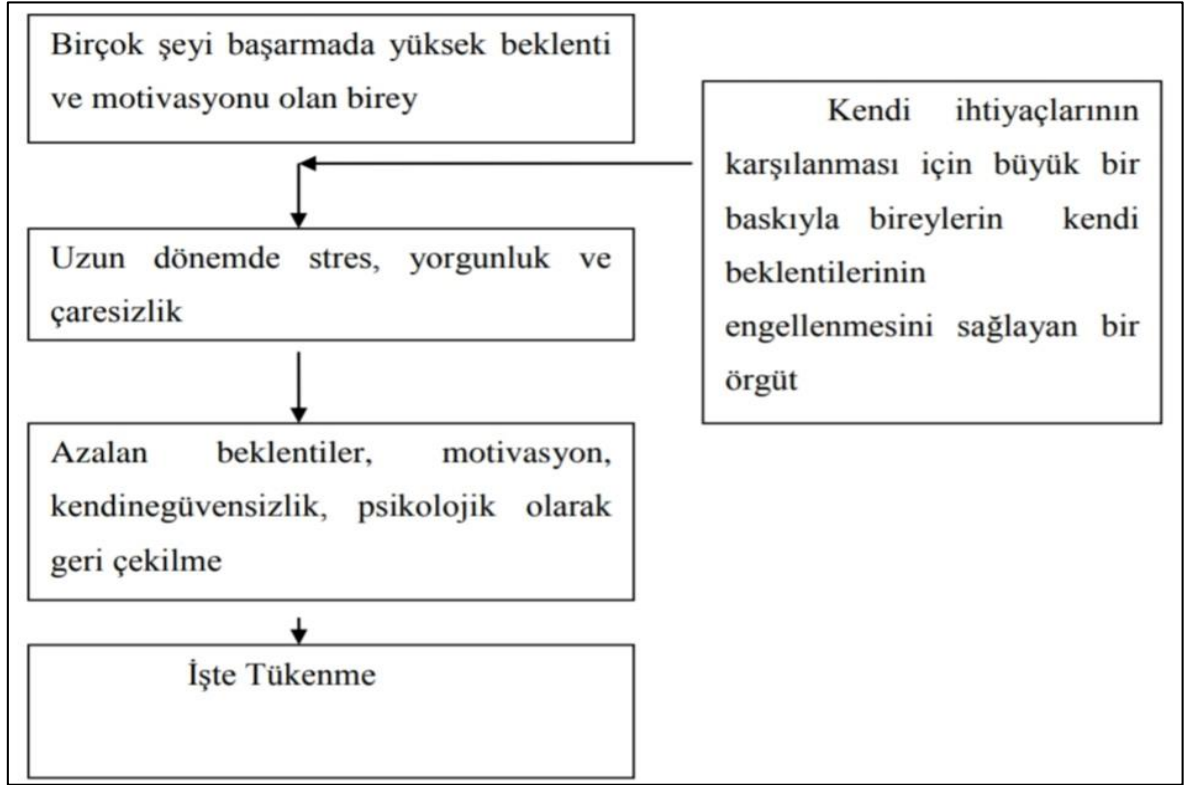 Birçok şeyi başarmada yüksek beklenti
ve motivasyonu olan birey
Kendi ihtiyaçlarının
karşılanması için büyük bir
baskıyla bireylerin kendi
beklentilerinin
engellenmesini sağlayan bir
örgüt
Uzun dönemde stres, yorgunluk ve
çaresizlik
Azalan beklentiler, motivasyon,
kendinegüvensizlik, psikolojik olarak
geri çekilme
İşte Tükenme